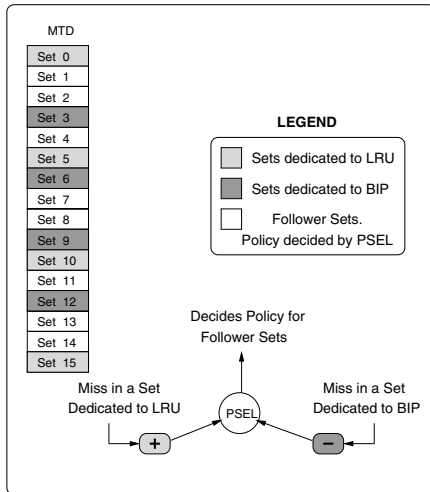 MTD
Set 0
Set 1
Set 2
Set 3
Set 4
Set 5
Set 6
Set 7
Set 8
Set 9
Set 10
Set 11
Set 12
Set 13
Set 14
Set 15
LEGEND
Sets dedicated to LRU
Sets dedicated to BIP
Follower Sets.
Policy decided by PSEL
Decides Policy for
Follower Sets
Miss in a Set
Dedicated to LRU
PSEL
Miss in a Set
Dedicated to BIP
+
−